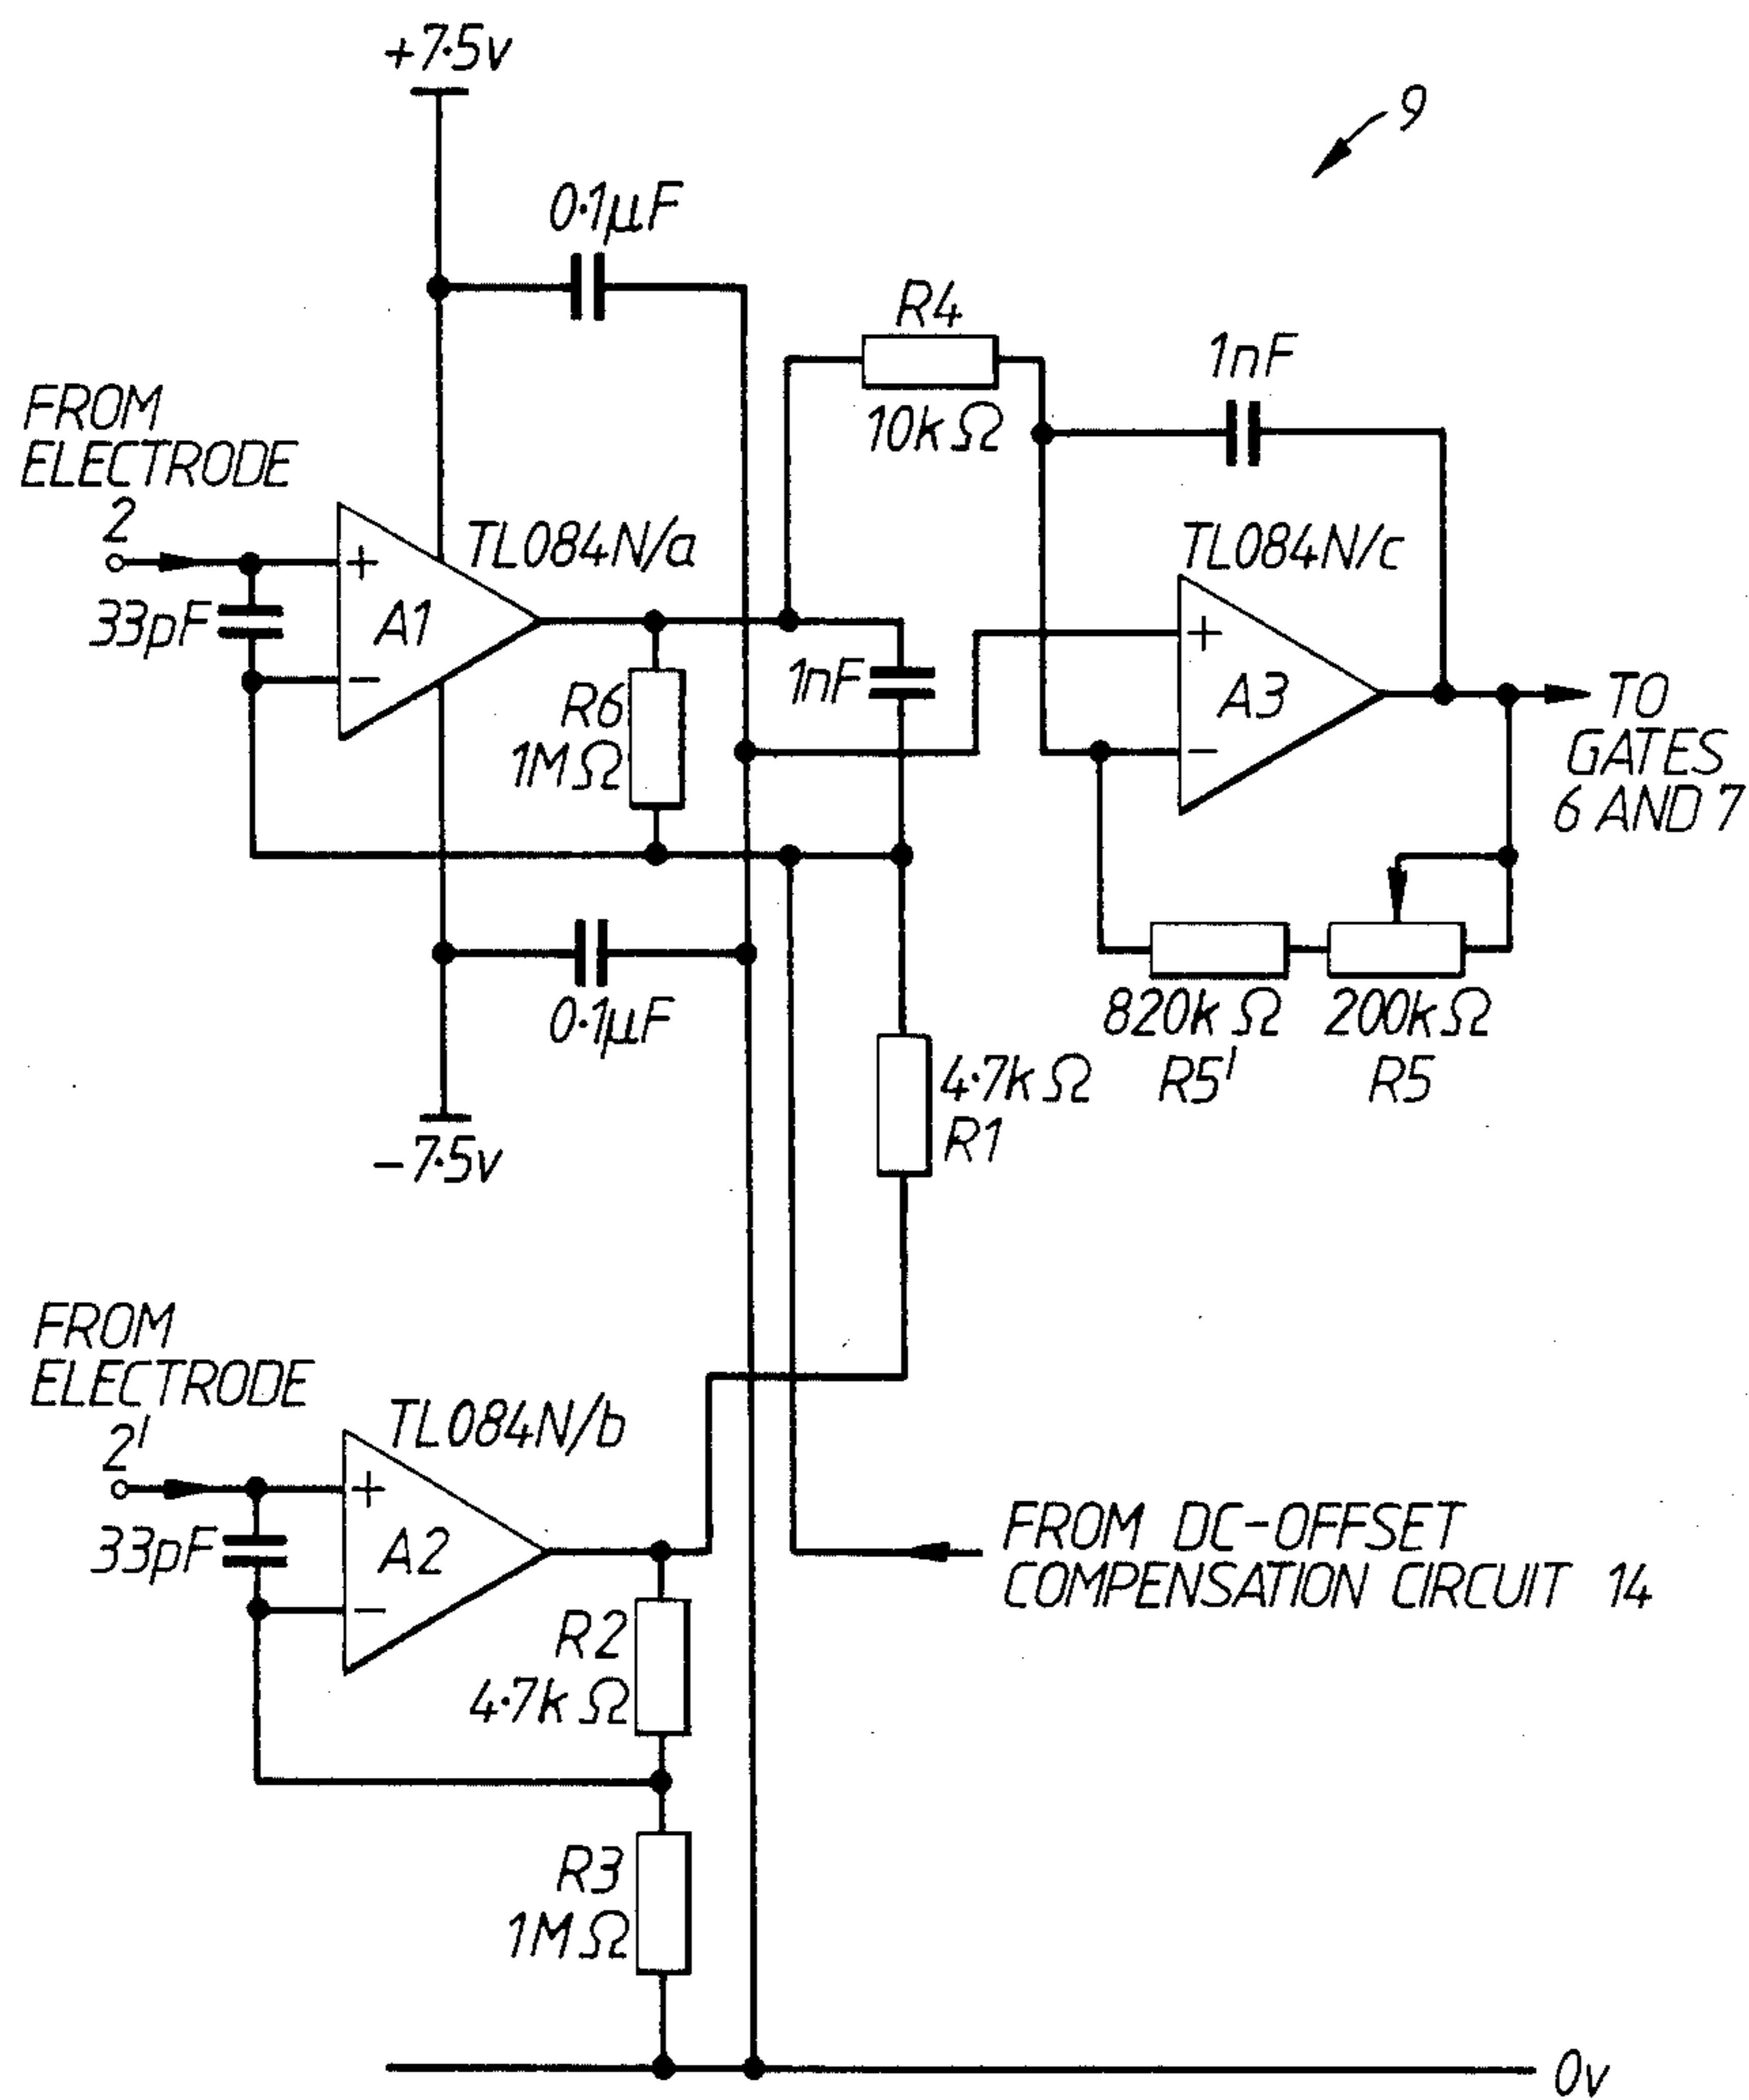 +7·5v
9
0·1µF
R4
10kΩ
1nF
FROM
ELECTRODE
2
TL084N/a
TL084N/c
33pF
+
A1
−
R6
1MΩ
1nF
+
A3
−
TO
GATES
6 AND 7
0·1µF
820kΩ
R5'
200kΩ
R5
4·7kΩ
R1
−7·5v
FROM
ELECTRODE
2'
TL084N/b
33pF
+
A2
−
FROM DC-OFFSET
COMPENSATION CIRCUIT 14
R2
4·7kΩ
R3
1MΩ
0v